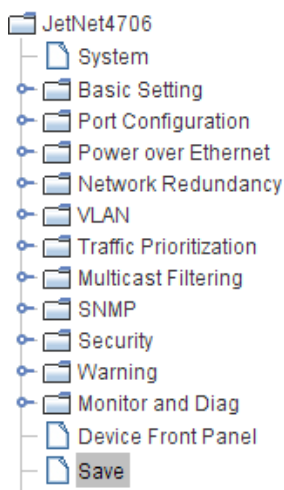 JetNet4706
System
Basic Setting
Port Configuration
Power over Ethernet
Network Redundancy
VLAN
Traffic Prioritization
Multicast Filtering
SNMP
Security
Warning
Monitor and Diag
Device Front Panel
Save